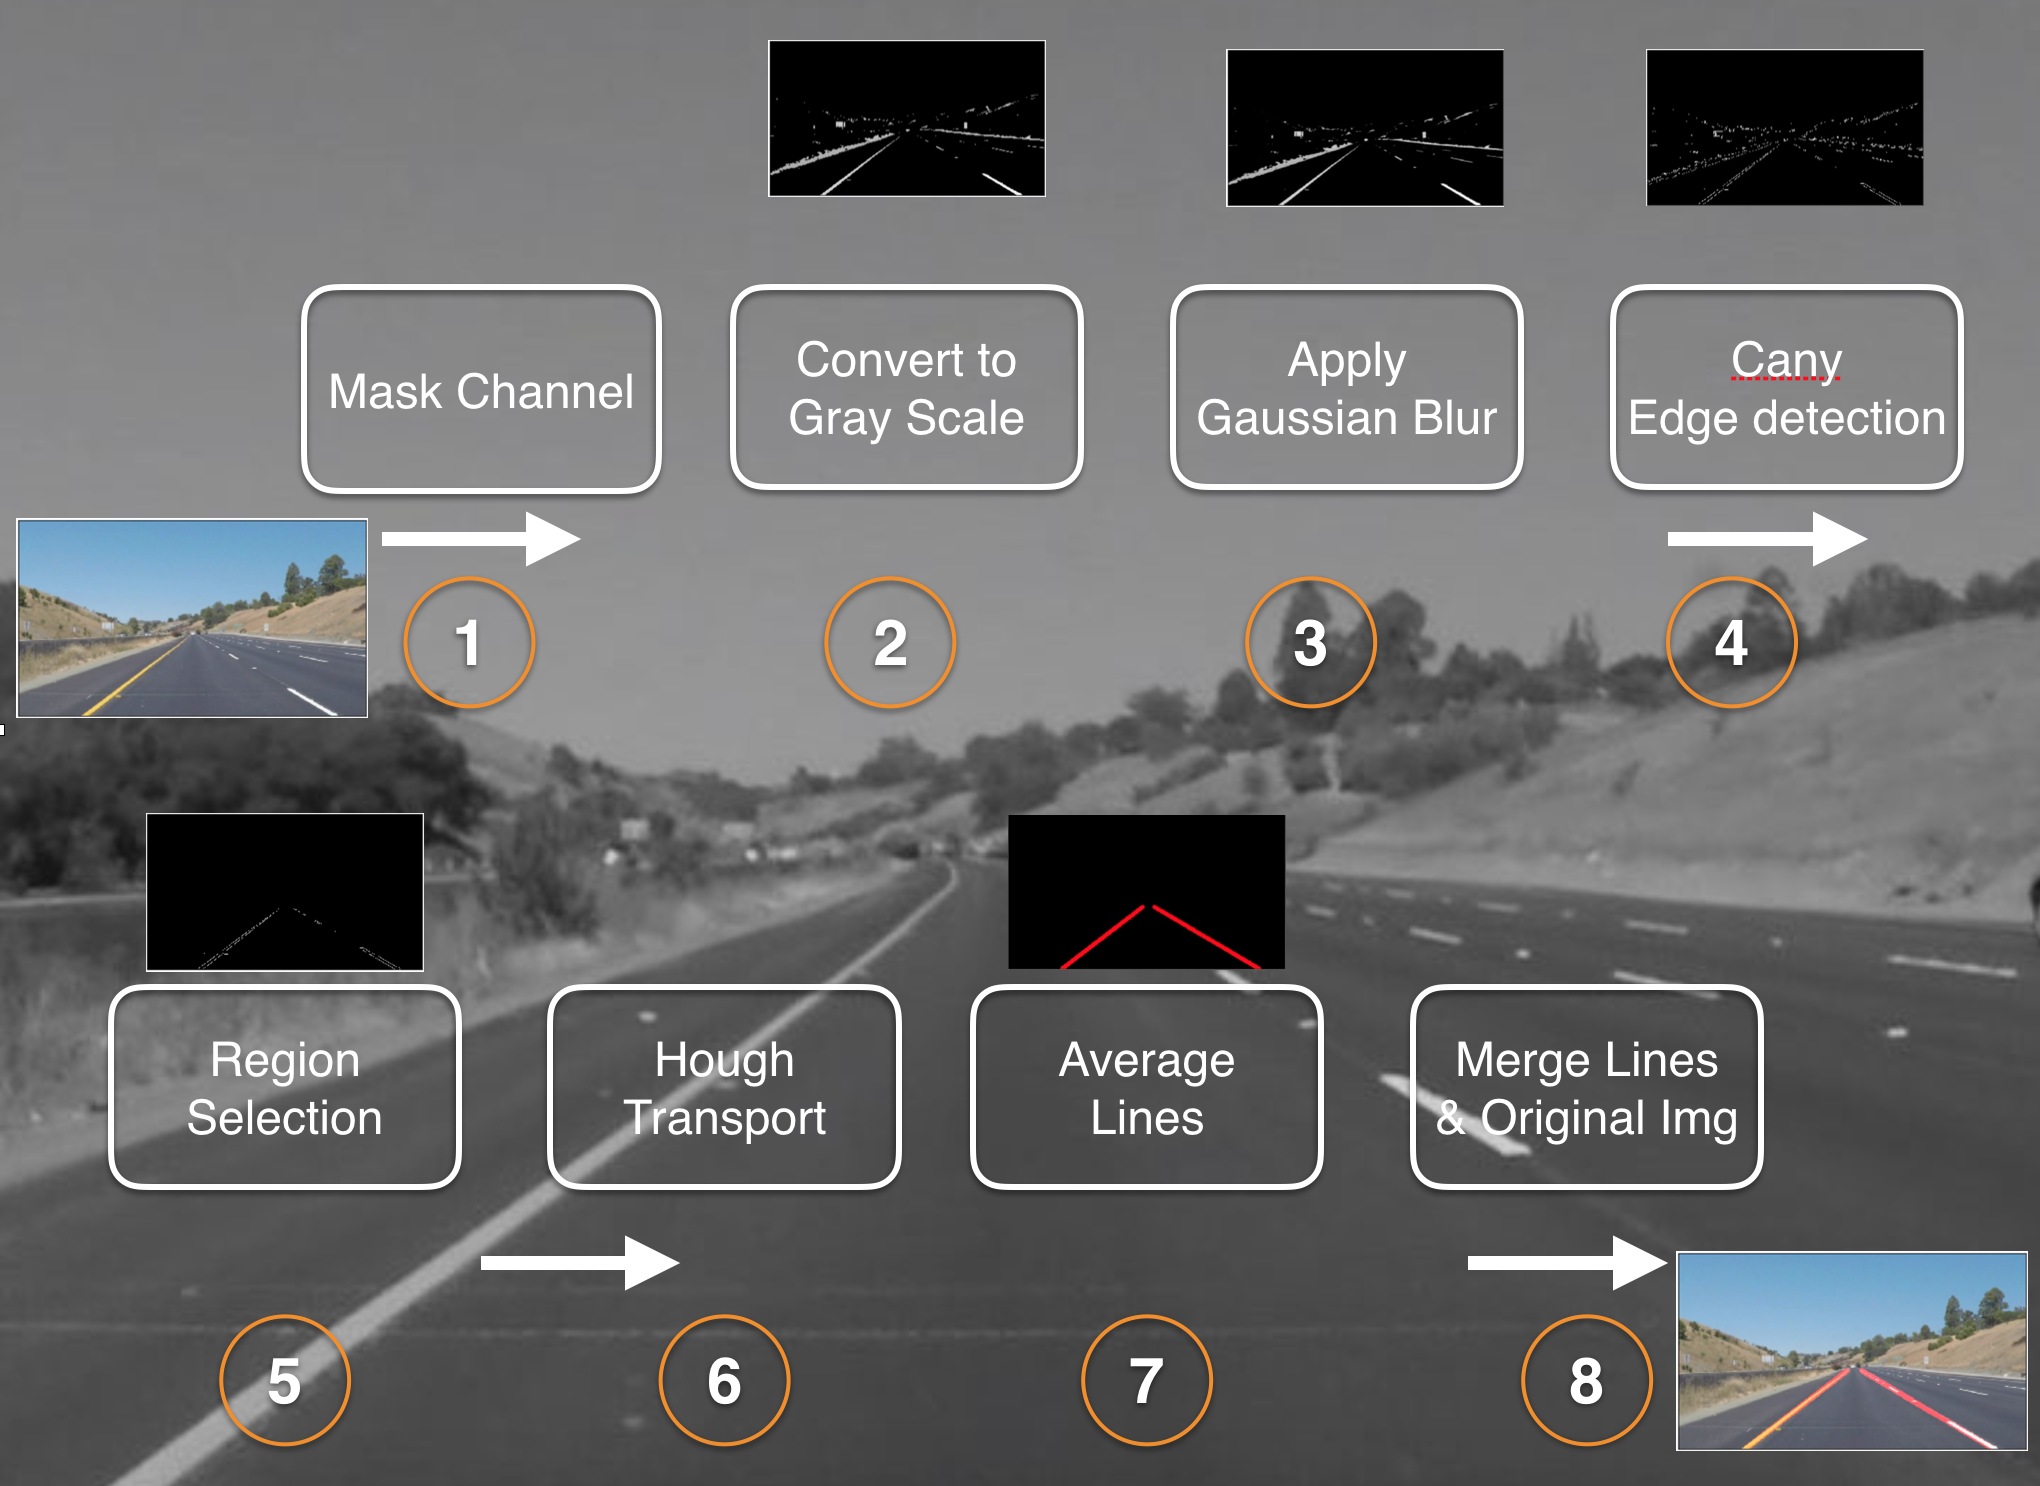 Mask Channel
Convert to
Gray Scale
Apply
Gaussian Blur
Cany
Edge detection
1
2
3
4
Region
Selection
Hough
Transport
Average
Lines
Merge Lines
& Original Img
5
6
7
8